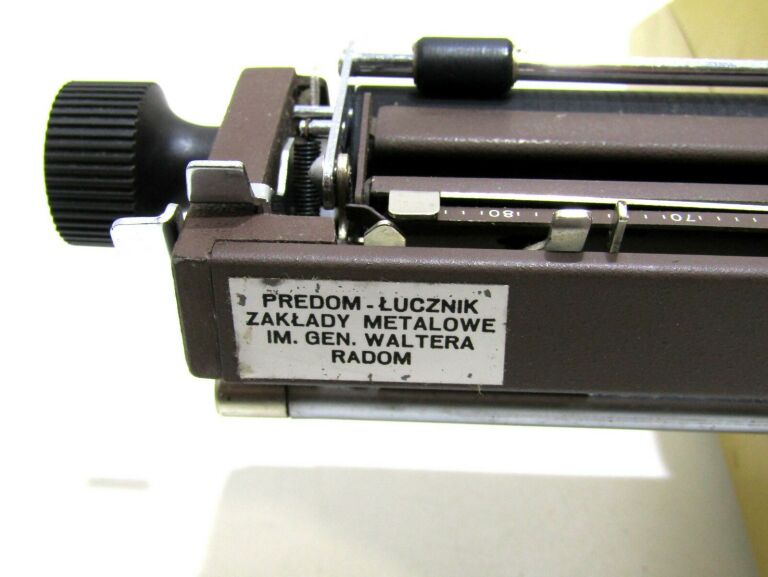 80 70
PREDOM - ŁUCZNIK
ZAKŁADY METALOWE
IM. GEN. WALTERA
RADOM